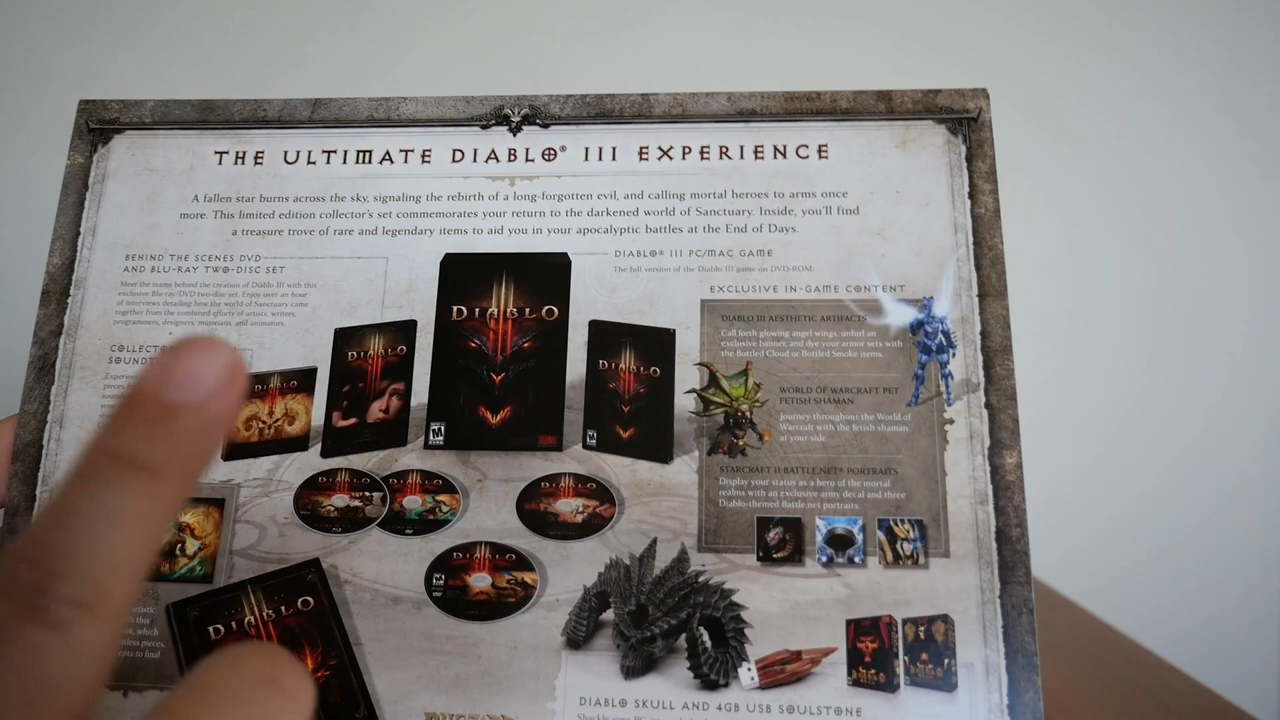 THE ULTIMATE DIABLO® III EXPERIENCE
A fallen star burns across the sky, signaling the rebirth of a long-forgotten evil, and calling mortal heroes to arms once
more. This limited edition collector's set commemorates your return to the darkened world of Sanctuary. Inside, you'll find
a treasure trove of rare and legendary items to aid you in your apocalyptic battles at the End of Days.
BEHIND THE SCENES DVD
AND BLU-RAY TWO-DISC SET
Meet the teams behind the creation of Diablo III with this
exclusive Blu-ray/DVD two-disc set. Enjoy over an hour
of interviews detailing how the world of Sanctuary came
together from the combined efforts of artists, writers,
programmers, designers, musicians, and animators.
DIABLO® III PC/MAC GAME
The full version of the Diablo III game on DVD-ROM.
EXCLUSIVE IN-GAME CONTENT
DIABLO III AESTHETIC ARTIFACTS
Call forth glowing angel wings, unfurl an
exclusive banner, and dye your armor sets with
the Bottled Cloud or Bottled Smoke items.
WORLD OF WARCRAFT PET
FETISH SHAMAN
Journey throughout the World of
Warcraft with the fetish shaman
at your side.
STARCRAFT II BATTLE.NET® PORTRAITS
Display your status as a hero of the mortal
realms with an exclusive army decal and three
Diablo-themed Battle.net portraits.
DIABLO
DIABLO
DIABLO
DIABLO
M
M
DIABLO
DIABLO
DIABLO
DIABLO
M
DIABLO
this
which
pieces,
to final
DIABLO
DIABLO
DIABLO SKULL AND 4GB USB SOULSTONE